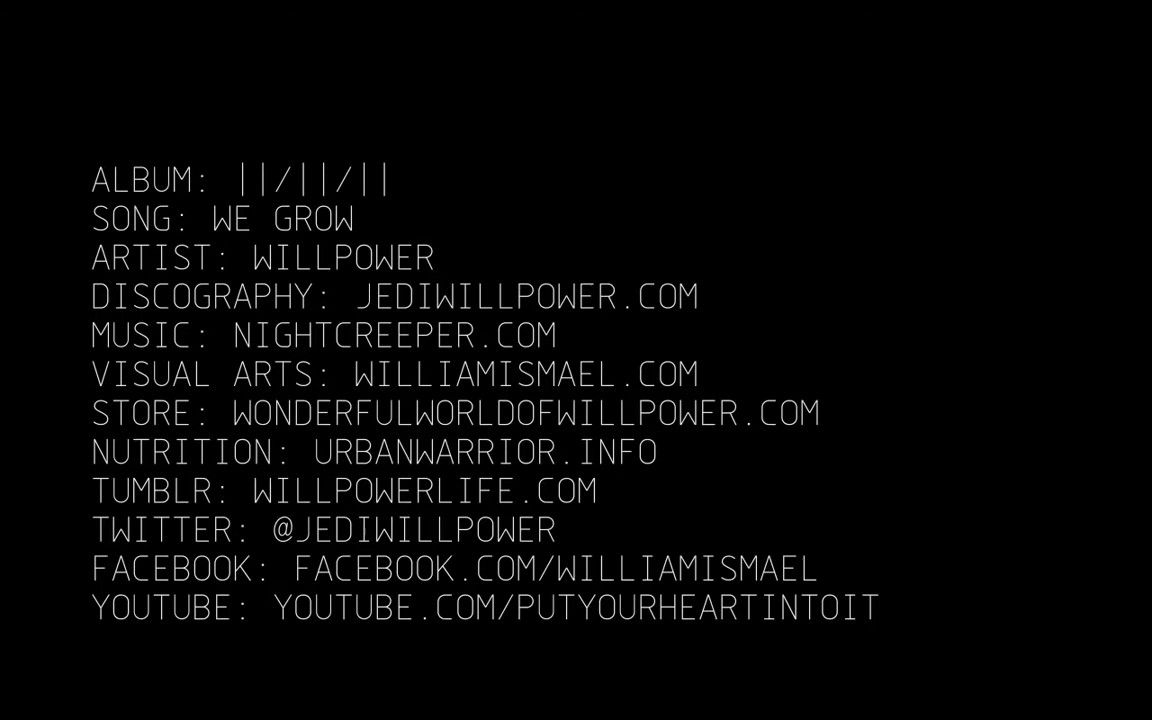 ALBUM: ||/||/||
SONG: WE GROW
ARTIST: WILLPOWER
DISCOGRAPHY: JEDIWILLPOWER.COM
MUSIC: NIGHTCREEPER.COM
VISUAL ARTS: WILLIAMISMAEL.COM
STORE: WONDERFULWORLDOFWILLPOWER.COM
NUTRITION: URBANWARRIOR.INFO
TUMBLR: WILLPOWERLIFE.COM
TWITTER: @JEDIWILLPOWER
FACEBOOK: FACEBOOK.COM/WILLIAMISMAEL
YOUTUBE: YOUTUBE.COM/PUTYOURHEARTINTOIT